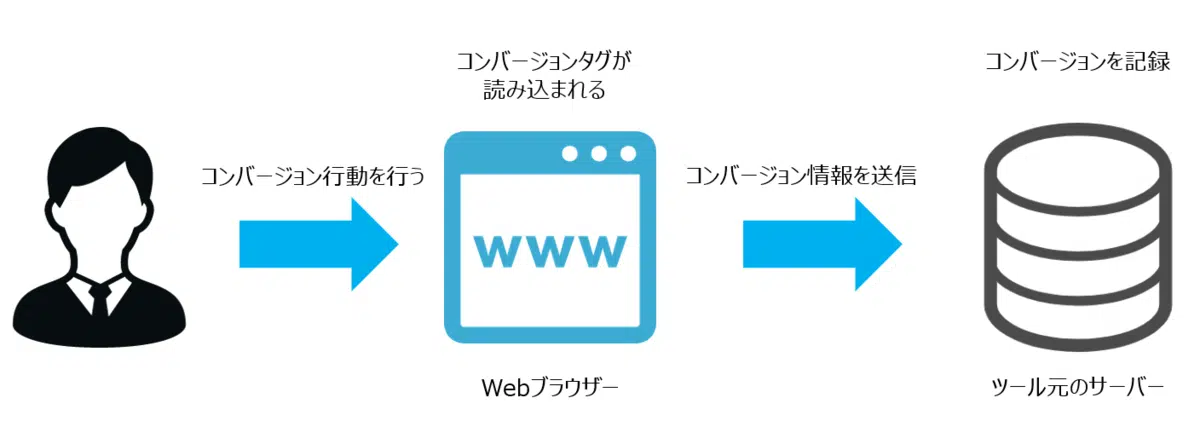 コンバージョンタグが
読み込まれる
コンバージョンを記録
コンバージョン行動を行う
コンバージョン情報を送信
www
Webブラウザー
ツール元のサーバー